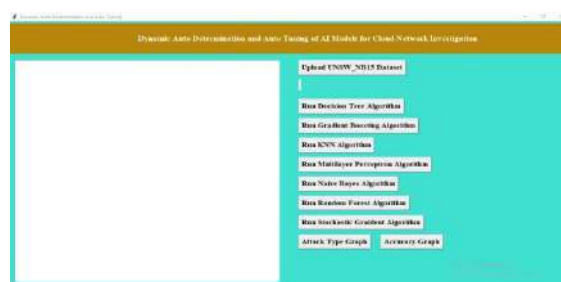 Dynamic Auto Determination and Auto Tuning of AI Models for Cloud Network Investigation
Upload UNSW_NB15 Dataset
Run Decision Tree Algorithm
Run Gradient Boosting Algorithm
Run KNN Algorithm
Run Multilayer Perceptron Algorithm
Run Naive Bayes Algorithm
Run Random Forest Algorithm
Run Stochastic Gradient Algorithm
Attack Type Graph Accuracy Graph